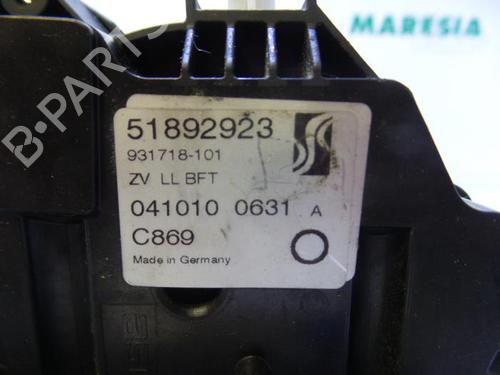 MARESIA
B-PARTS
51892923
931718-101
ZV LL BFT
041010 0631 A
C869
Made in Germany